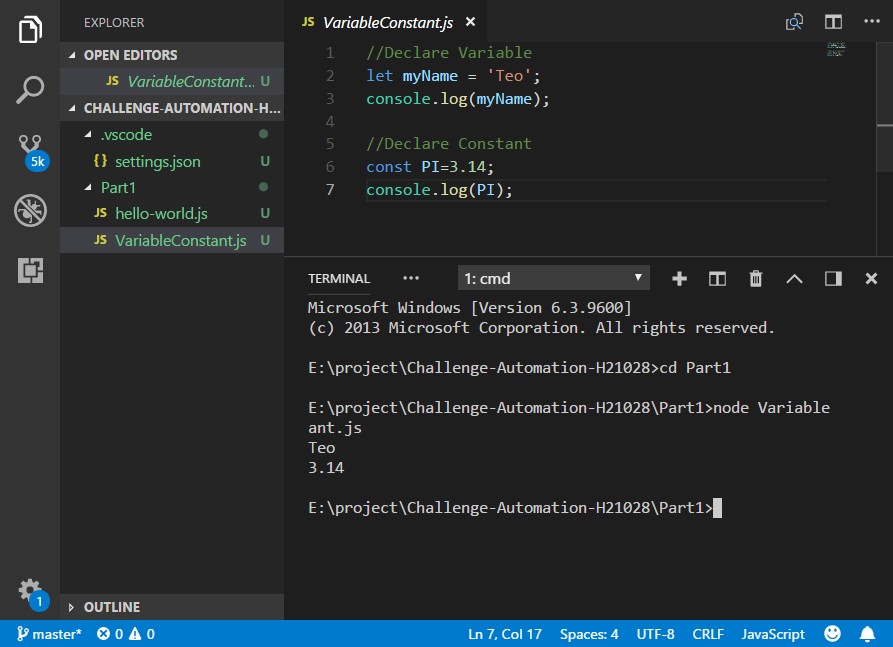 EXPLORER
OPEN EDITORS
JS VariableConstant... U
CHALLENGE-AUTOMATION-H...
.vscode
{} settings.json U
Part1
JS hello-world.js U
JS VariableConstant.js U
OUTLINE
5k
1
JS VariableConstant.js ×
1 //Declare Variable
2 let myName = 'Teo';
3 console.log(myName);
4
5 //Declare Constant
6 const PI=3.14;
7 console.log(PI);
TERMINAL ··· 1: cmd
Microsoft Windows [Version 6.3.9600]
(c) 2013 Microsoft Corporation. All rights reserved.
E:\project\Challenge-Automation-H21028>cd Part1
E:\project\Challenge-Automation-H21028\Part1>node Variable
ant.js
Teo
3.14
E:\project\Challenge-Automation-H21028\Part1>
master* 0 0 Ln 7, Col 17 Spaces: 4 UTF-8 CRLF JavaScript